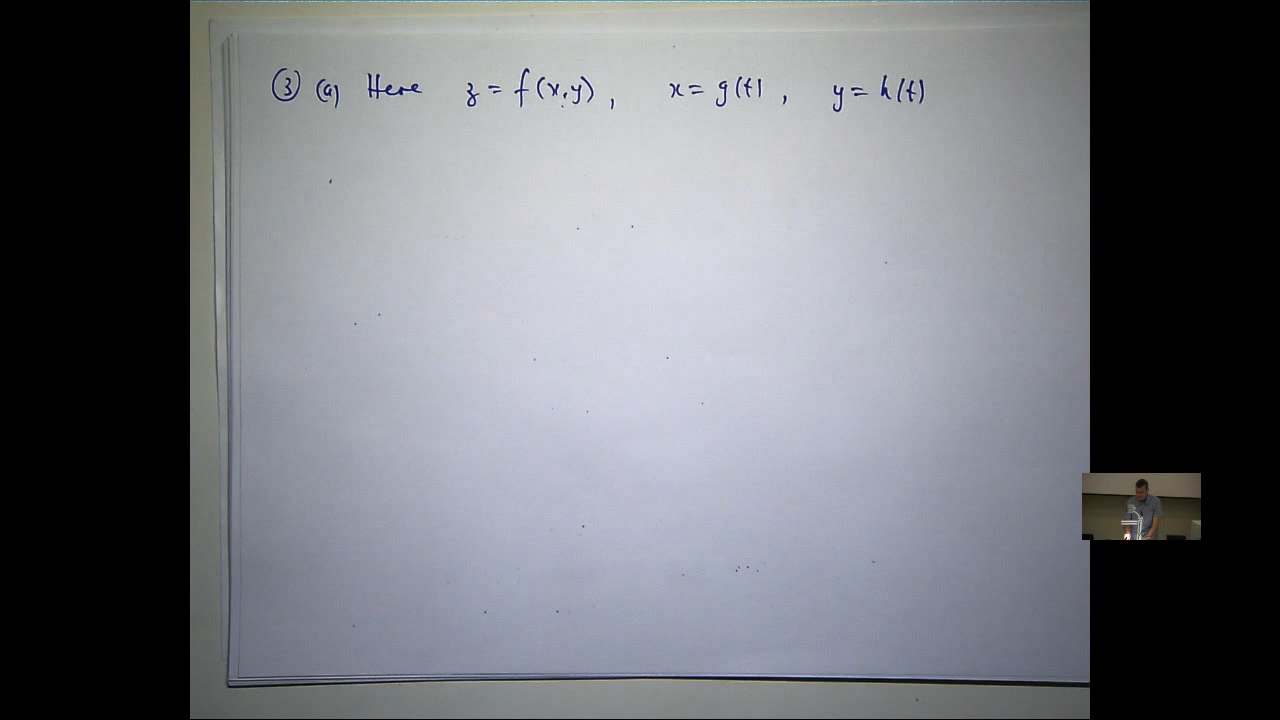 ③ (a) Here z = f(x,y), x = g(t), y = h(t)